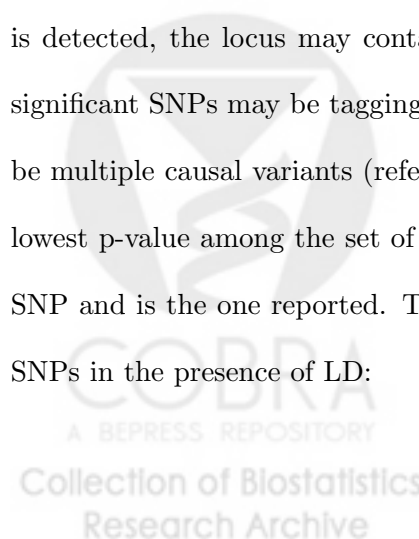 is detected, the locus may conta
significant SNPs may be tagging
be multiple causal variants (refe
lowest p-value among the set of
SNP and is the one reported. T
SNPs in the presence of LD:
COBRA
A BEPRESS REPOSITORY
Collection of Biostatistics
Research Archive